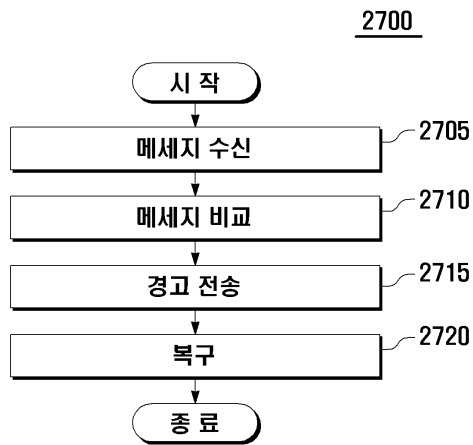 2700
시 작
메세지 수신
2705
메세지 비교
2710
경고 전송
2715
복구
2720
종 료